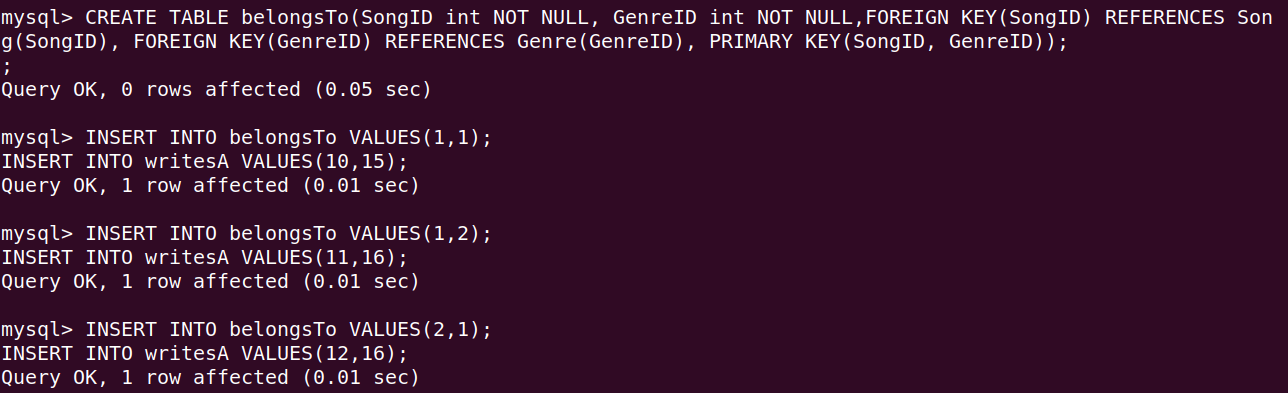 mysql> CREATE TABLE belongsTo(SongID int NOT NULL, GenreID int NOT NULL,FOREIGN KEY(SongID) REFERENCES Son
g(SongID), FOREIGN KEY(GenreID) REFERENCES Genre(GenreID), PRIMARY KEY(SongID, GenreID));
;
Query OK, 0 rows affected (0.05 sec)
mysql> INSERT INTO belongsTo VALUES(1,1);
INSERT INTO writesA VALUES(10,15);
Query OK, 1 row affected (0.01 sec)
mysql> INSERT INTO belongsTo VALUES(1,2);
INSERT INTO writesA VALUES(11,16);
Query OK, 1 row affected (0.01 sec)
mysql> INSERT INTO belongsTo VALUES(2,1);
INSERT INTO writesA VALUES(12,16);
Query OK, 1 row affected (0.01 sec)